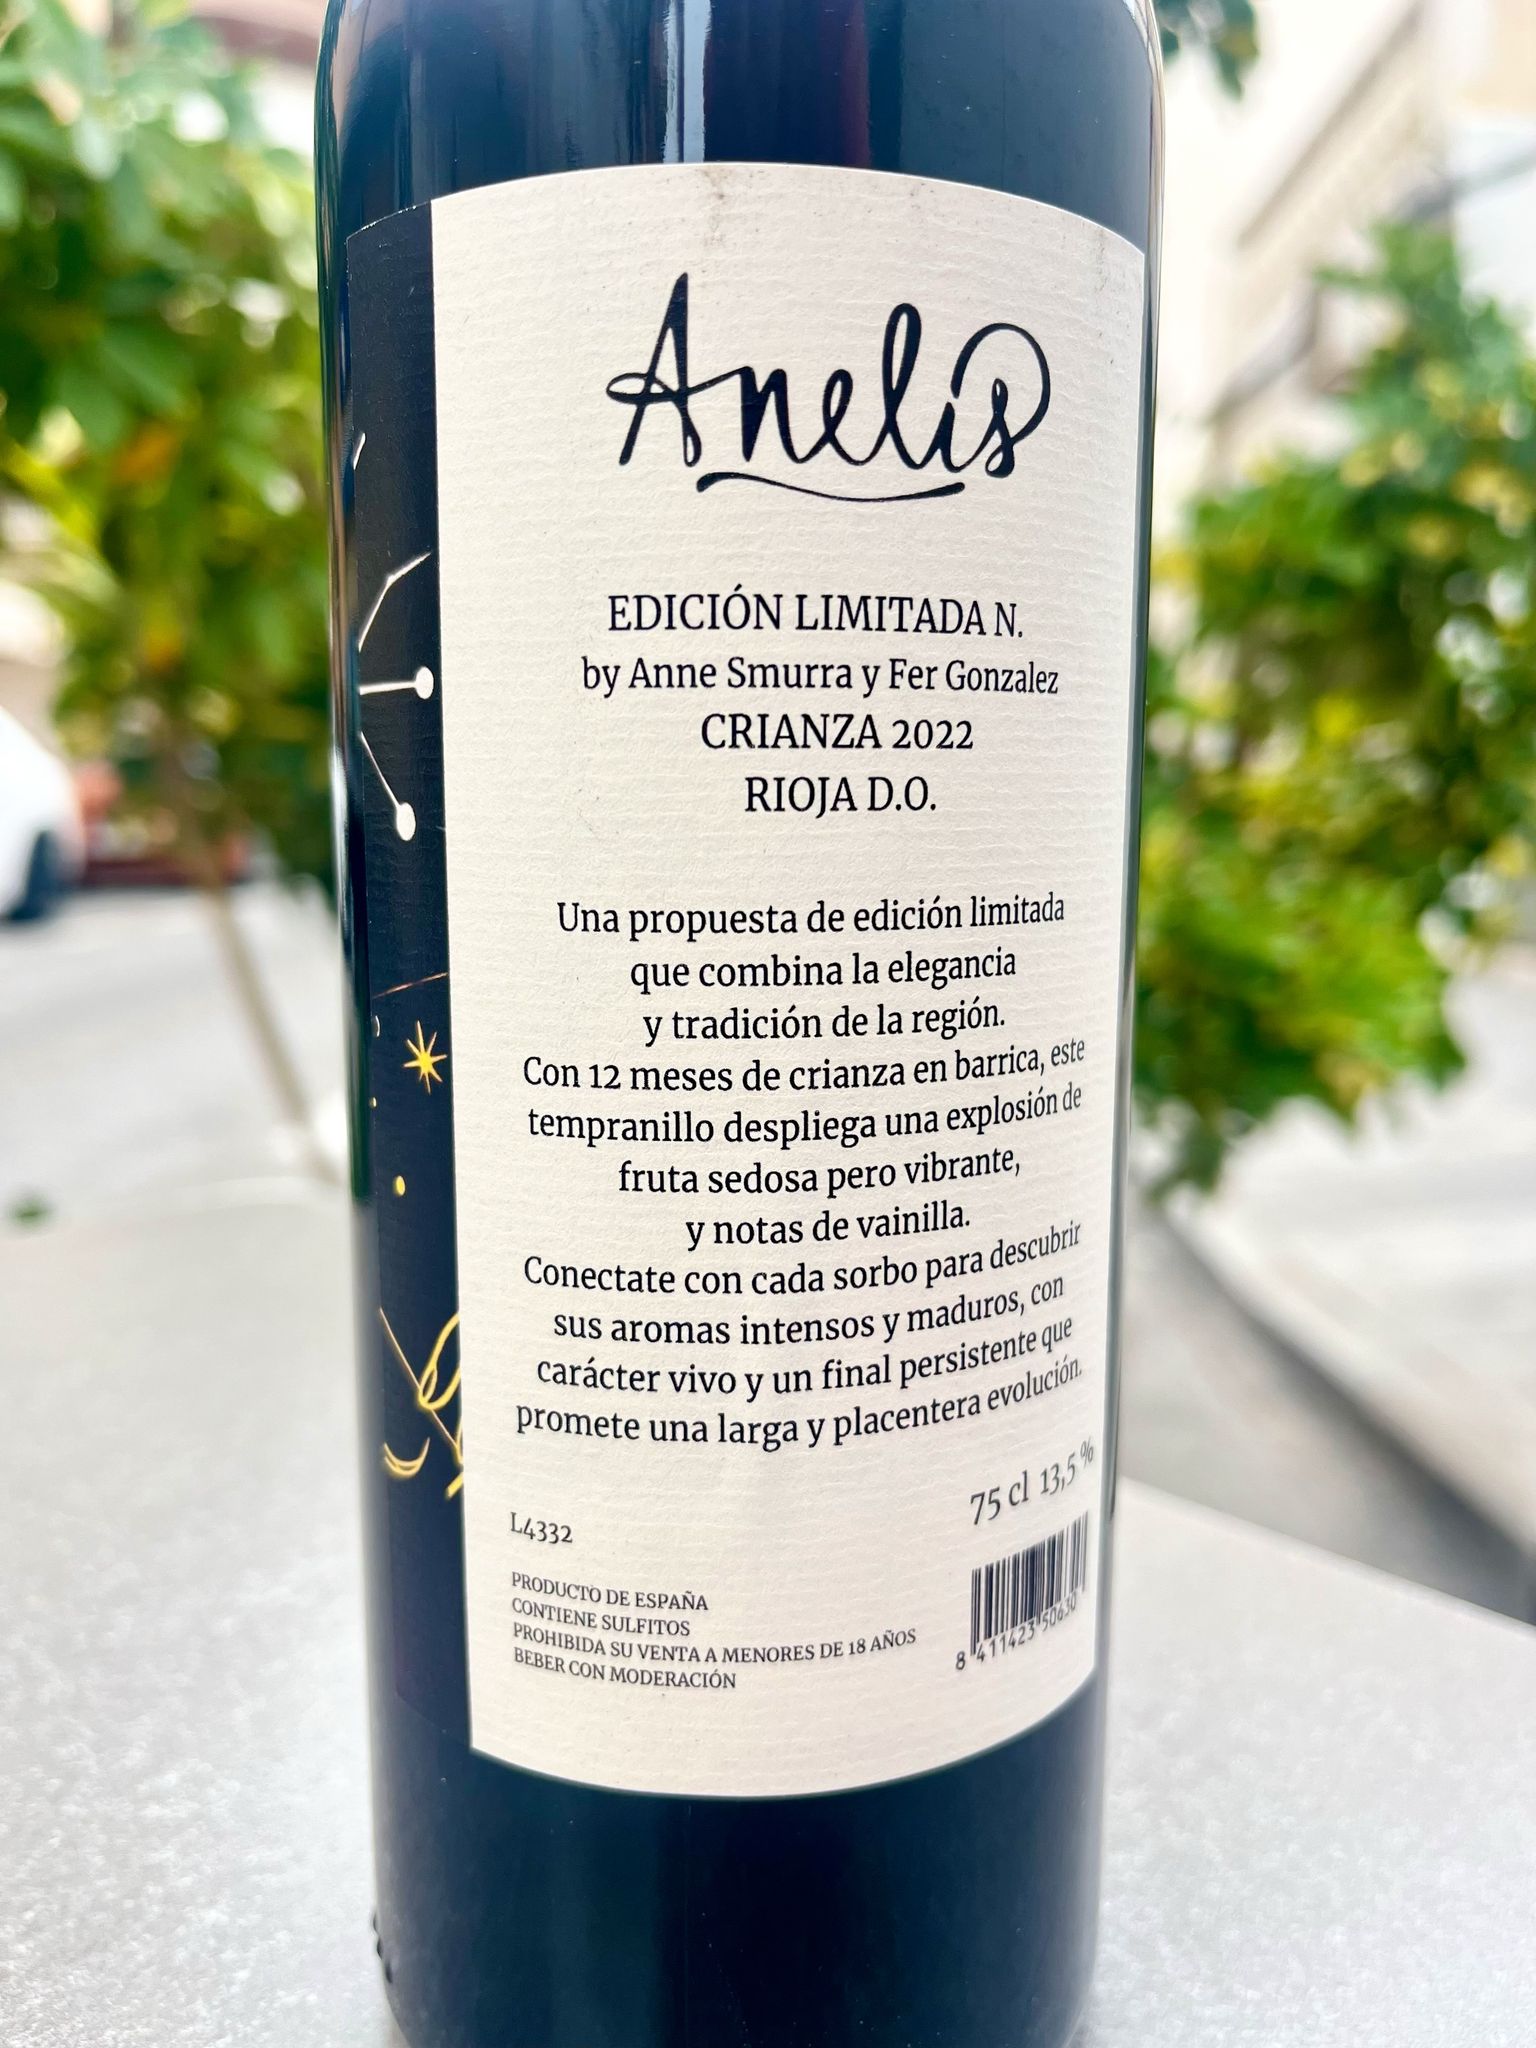 Anelis
EDICIÓN LIMITADA N.
by Anne Smurra y Fer Gonzalez
CRIANZA 2022
RIOJA D.O.
Una propuesta de edición limitada
que combina la elegancia
y tradición de la región.
Con 12 meses de crianza en barrica, este
tempranillo despliega una explosión de
fruta sedosa pero vibrante,
y notas de vainilla.
Conectate con cada sorbo para descubrir
sus aromas intensos y maduros, con
carácter vivo y un final persistente que
promete una larga y placentera evolución.
75 cl 13,5 %
L4332
PRODUCTO DE ESPAÑA
CONTIENE SULFITOS
PROHIBIDA SU VENTA A MENORES DE 18 AÑOS
BEBER CON MODERACIÓN
8 411423 50630